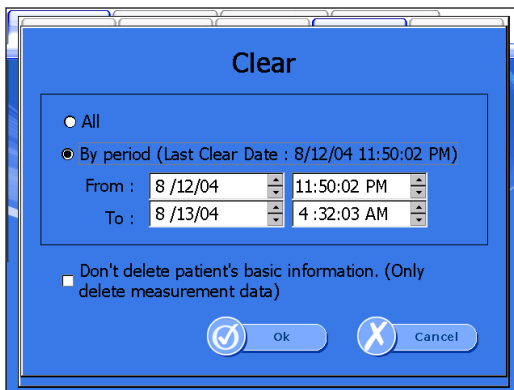 Clear
All
By period (Last Clear Date : 8/12/04 11:50:02 PM)
From : 8 /12/04 11:50:02 PM
To : 8 /13/04 4 :32:03 AM
Don't delete patient's basic information. (Only
delete measurement data)
Ok Cancel